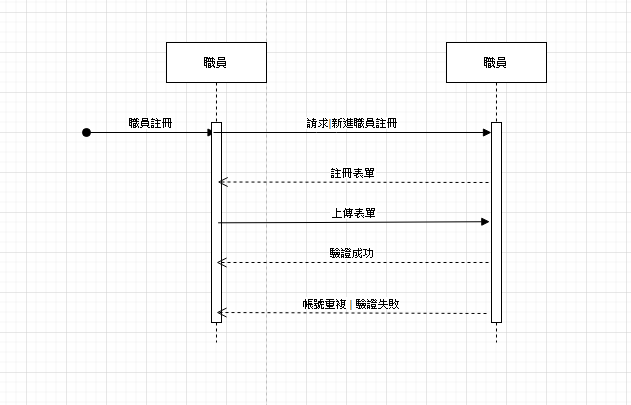 職員
職員
職員註冊
請求|新進職員註冊
註冊表單
上傳表單
驗證成功
帳號重複 | 驗證失敗